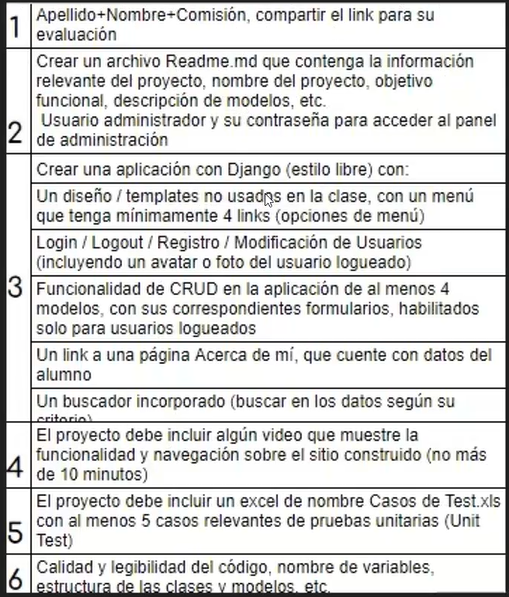 1
Apellido+Nombre+Comisión, compartir el link para su
evaluación
2
Crear un archivo Readme.md que contenga la información
relevante del proyecto, nombre del proyecto, objetivo
funcional, descripción de modelos, etc.
Usuario administrador y su contraseña para acceder al panel
de administración
3
Crear una aplicación con Django (estilo libre) con:
Un diseño / templates no usados en la clase, con un menú
que tenga mínimamente 4 links (opciones de menú)
Login / Logout / Registro / Modificación de Usuarios
(incluyendo un avatar o foto del usuario logueado)
Funcionalidad de CRUD en la aplicación de al menos 4
modelos, con sus correspondientes formularios, habilitados
solo para usuarios logueados
Un link a una página Acerca de mí, que cuente con datos del
alumno
Un buscador incorporado (buscar en los datos según su
criterio)
4
El proyecto debe incluir algún video que muestre la
funcionalidad y navegación sobre el sitio construido (no más
de 10 minutos)
5
El proyecto debe incluir un excel de nombre Casos de Test.xls
con al menos 5 casos relevantes de pruebas unitarias (Unit
Test)
6
Calidad y legibilidad del código, nombre de variables,
estructura de las clases y modelos, etc.